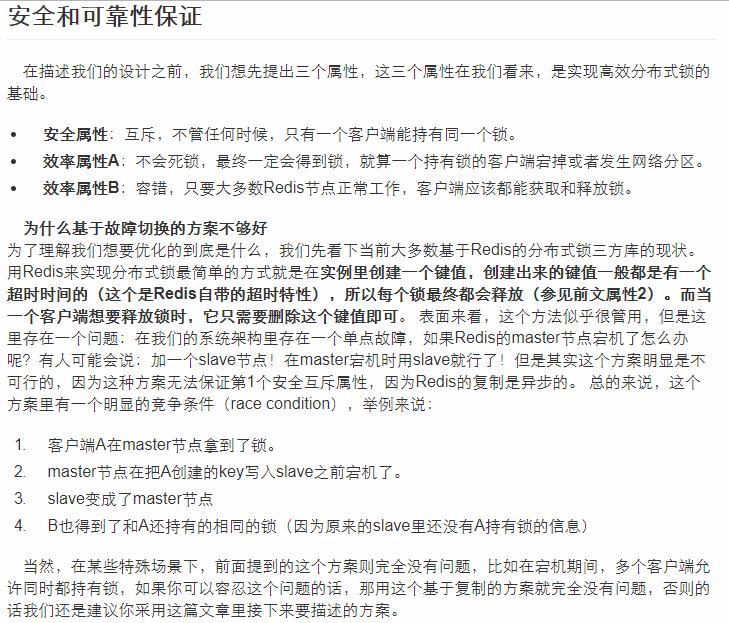 安全和可靠性保证
在描述我们的设计之前，我们想先提出三个属性，这三个属性在我们看来，是实现高效分布式锁的
基础。
• 安全属性：互斥，不管任何时候，只有一个客户端能持有同一个锁。
• 效率属性A：不会死锁，最终一定会得到锁，就算一个持有锁的客户端宕掉或者发生网络分区。
• 效率属性B：容错，只要大多数Redis节点正常工作，客户端应该都能获取和释放锁。
为什么基于故障切换的方案不够好
为了理解我们想要优化的到底是什么，我们先看下当前大多数基于Redis的分布式锁三方库的现状。
用Redis来实现分布式锁最简单的方式就是在实例里创建一个键值，创建出来的键值一般都是有一个
超时时间的（这个是Redis自带的超时特性），所以每个锁最终都会释放（参见前文属性2）。而当
一个客户端想要释放锁时，它只需要删除这个键值即可。 表面来看，这个方法似乎很管用，但是这
里存在一个问题：在我们的系统架构里存在一个单点故障，如果Redis的master节点宕机了怎么办
呢？有人可能会说：加一个slave节点！在master宕机时用slave就行了！但是其实这个方案明显是不
可行的，因为这种方案无法保证第1个安全互斥属性，因为Redis的复制是异步的。 总的来说，这个
方案里有一个明显的竞争条件（race condition），举例来说：
1. 客户端A在master节点拿到了锁。
2. master节点在把A创建的key写入slave之前宕机了。
3. slave变成了master节点
4. B也得到了和A还持有的相同的锁（因为原来的slave里还没有A持有锁的信息）
当然，在某些特殊场景下，前面提到的这个方案则完全没有问题，比如在宕机期间，多个客户端允
许同时都持有锁，如果你可以容忍这个问题的话，那用这个基于复制的方案就完全没有问题，否则的
话我们还是建议你采用这篇文章里接下来要描述的方案。